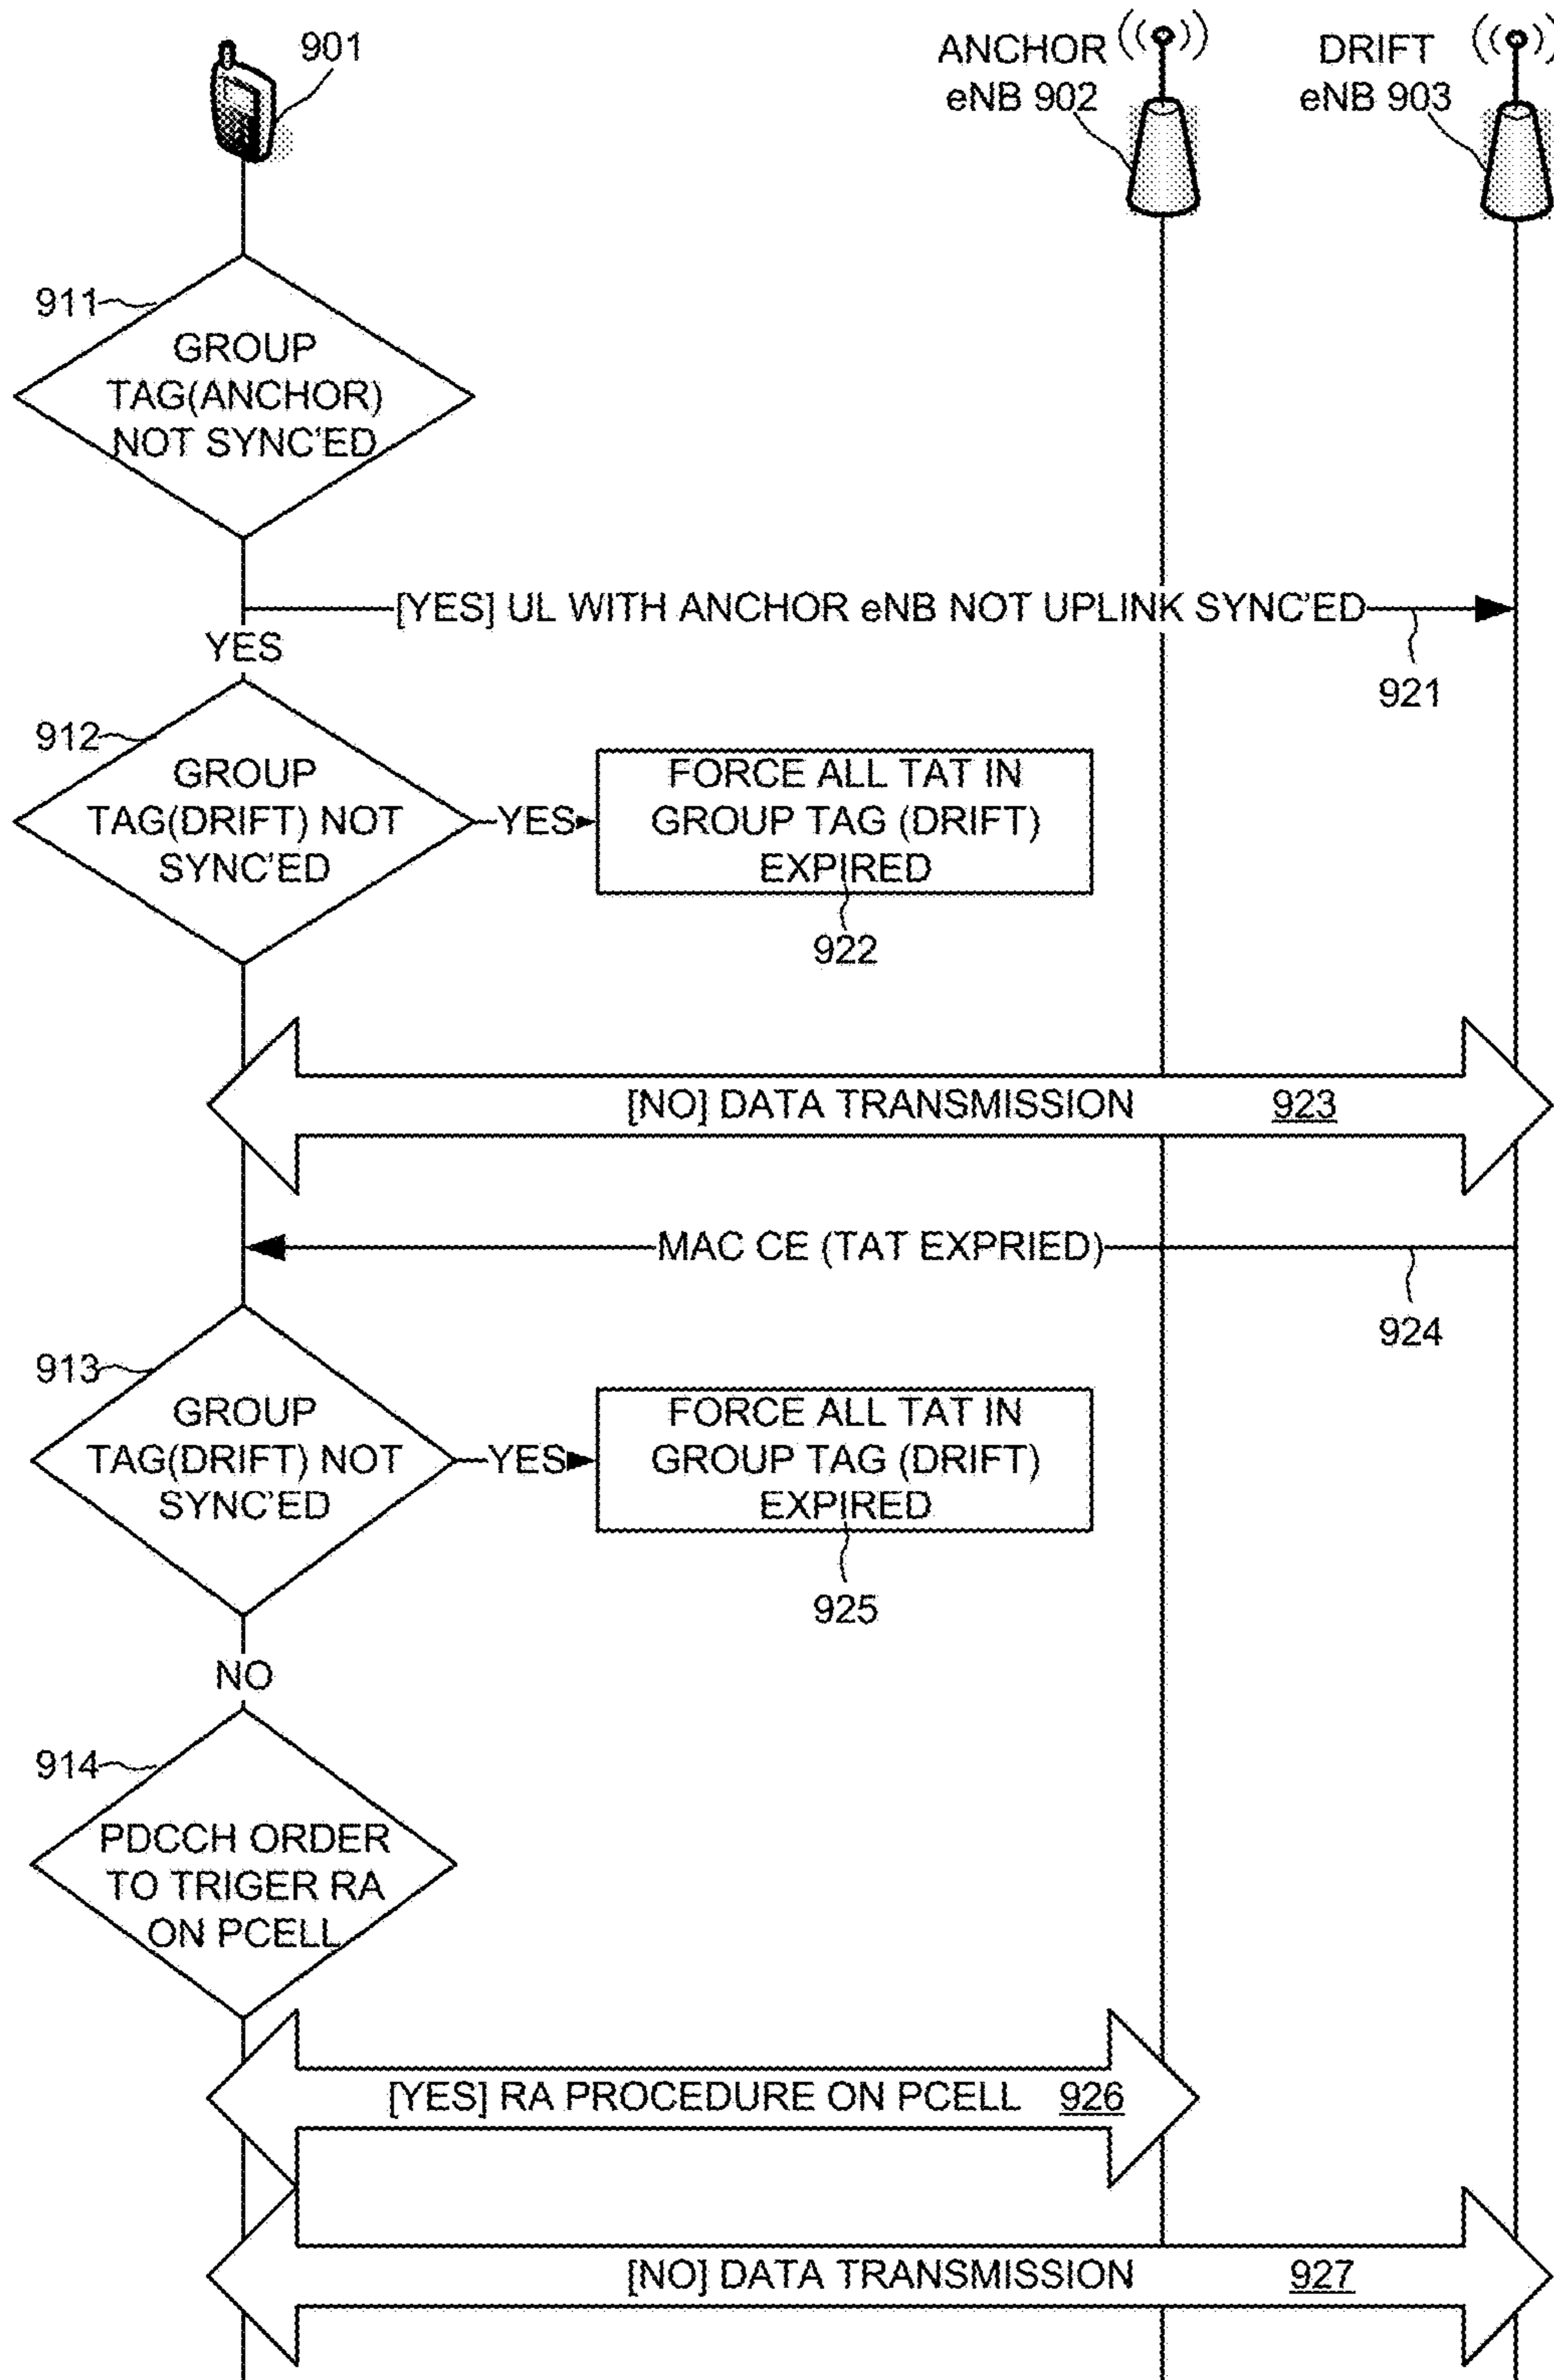 901
ANCHOR
eNB 902
DRIFT
eNB 903
911
GROUP
TAG(ANCHOR)
NOT SYNC'ED
[YES] UL WITH ANCHOR eNB NOT UPLINK SYNC'ED
921
YES
912
GROUP
TAG(DRIFT) NOT
SYNC'ED
YES
FORCE ALL TAT IN
GROUP TAG (DRIFT)
EXPIRED
922
[NO] DATA TRANSMISSION 923
MAC CE (TAT EXPRIED)
924
913
GROUP
TAG(DRIFT) NOT
SYNC'ED
YES
FORCE ALL TAT IN
GROUP TAG (DRIFT)
EXPIRED
925
NO
914
PDCCH ORDER
TO TRIGER RA
ON PCELL
[YES] RA PROCEDURE ON PCELL 926
[NO] DATA TRANSMISSION 927